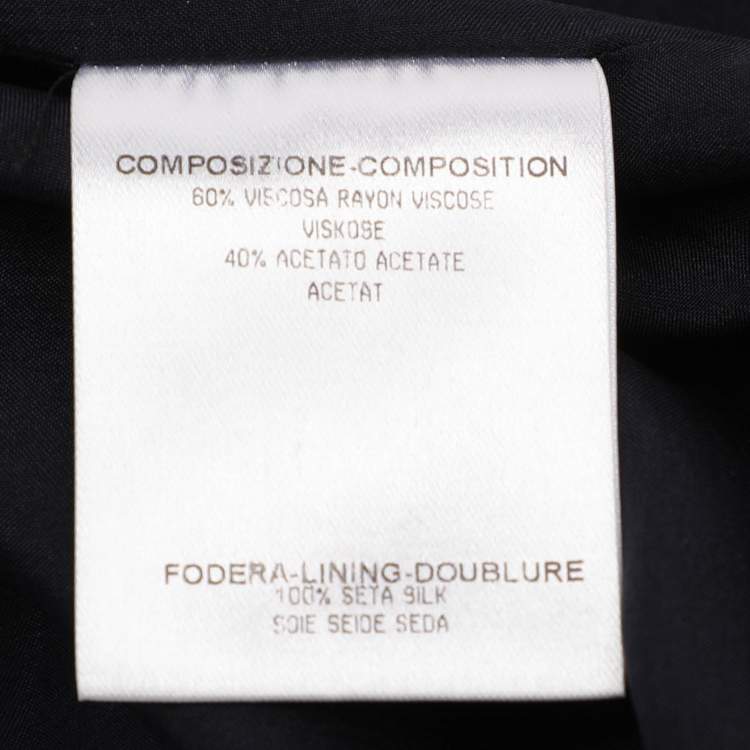 COMPOSIZIONE-COMPOSITION
60% VISCOSA RAYON VISCOSE
VISKOSE
40% ACETATO ACETATE
ACETAT
FODERA-LINING-DOUBLURE
100% SETA SILK
SOIE SEIDE SEDA